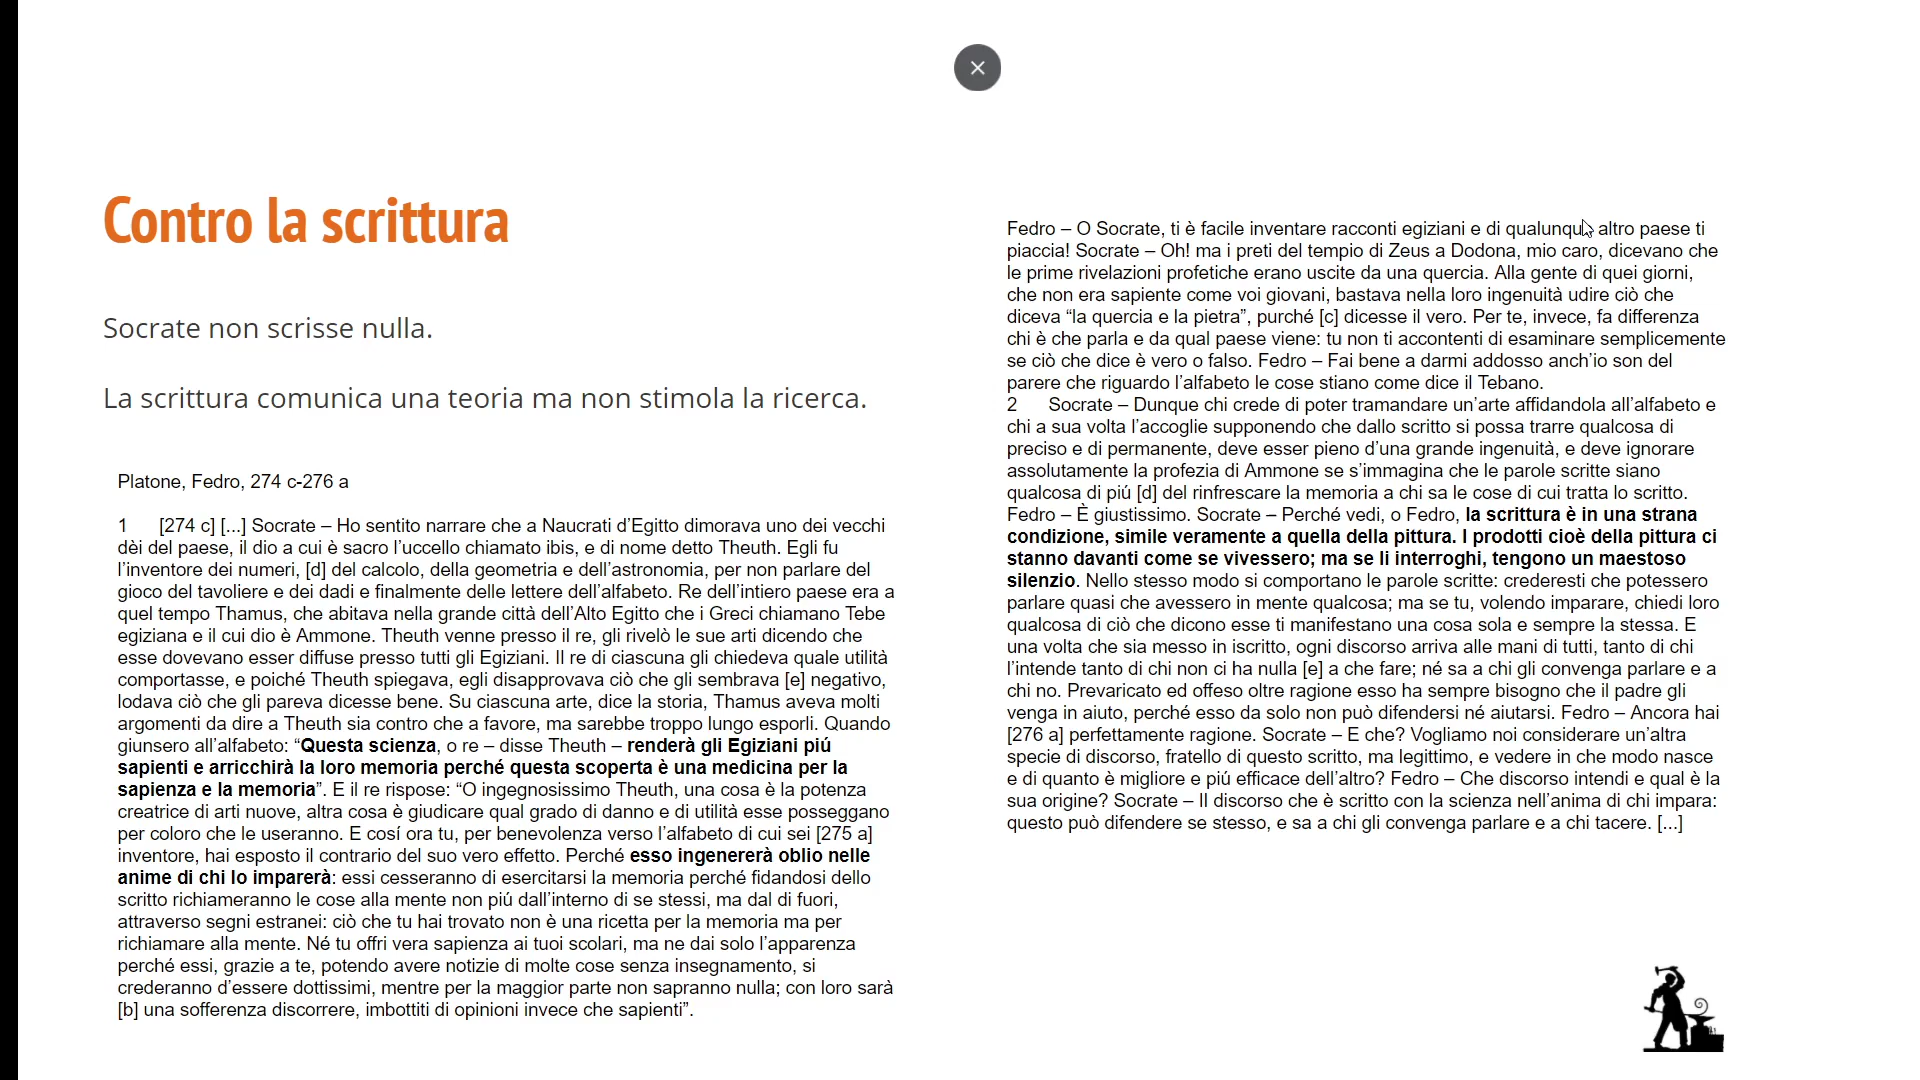 Contro la scrittura
Socrate non scrisse nulla.
La scrittura comunica una teoria ma non stimola la ricerca.
Platone, Fedro, 274 c-276 a
1 [274 c] [...] Socrate – Ho sentito narrare che a Naucrati d’Egitto dimorava uno dei vecchi
dèi del paese, il dio a cui è sacro l’uccello chiamato ibis, e di nome detto Theuth. Egli fu
l’inventore dei numeri, [d] del calcolo, della geometria e dell’astronomia, per non parlare del
gioco del tavoliere e dei dadi e finalmente delle lettere dell’alfabeto. Re dell’intiero paese era a
quel tempo Thamus, che abitava nella grande città dell’Alto Egitto che i Greci chiamano Tebe
egiziana e il cui dio è Ammone. Theuth venne presso il re, gli rivelò le sue arti dicendo che
esse dovevano esser diffuse presso tutti gli Egiziani. Il re di ciascuna gli chiedeva quale utilità
comportasse, e poiché Theuth spiegava, egli disapprovava ciò che gli sembrava [e] negativo,
lodava ciò che gli pareva dicesse bene. Su ciascuna arte, dice la storia, Thamus aveva molti
argomenti da dire a Theuth sia contro che a favore, ma sarebbe troppo lungo esporli. Quando
giunsero all’alfabeto: “Questa scienza, o re – disse Theuth – renderà gli Egiziani piú
sapienti e arricchirà la loro memoria perché questa scoperta è una medicina per la
sapienza e la memoria”. E il re rispose: “O ingegnosissimo Theuth, una cosa è la potenza
creatrice di arti nuove, altra cosa è giudicare qual grado di danno e di utilità esse posseggano
per coloro che le useranno. E cosí ora tu, per benevolenza verso l’alfabeto di cui sei [275 a]
inventore, hai esposto il contrario del suo vero effetto. Perché esso ingenererà oblio nelle
anime di chi lo imparerà: essi cesseranno di esercitarsi la memoria perché fidandosi dello
scritto richiameranno le cose alla mente non piú dall’interno di se stessi, ma dal di fuori,
attraverso segni estranei: ciò che tu hai trovato non è una ricetta per la memoria ma per
richiamare alla mente. Né tu offri vera sapienza ai tuoi scolari, ma ne dai solo l’apparenza
perché essi, grazie a te, potendo avere notizie di molte cose senza insegnamento, si
crederanno d’essere dottissimi, mentre per la maggior parte non sapranno nulla; con loro sarà
[b] una sofferenza discorrere, imbottiti di opinioni invece che sapienti”.
Fedro – O Socrate, ti è facile inventare racconti egiziani e di qualunque altro paese ti
piaccia! Socrate – Oh! ma i preti del tempio di Zeus a Dodona, mio caro, dicevano che
le prime rivelazioni profetiche erano uscite da una quercia. Alla gente di quei giorni,
che non era sapiente come voi giovani, bastava nella loro ingenuità udire ciò che
diceva “la quercia e la pietra”, purché [c] dicesse il vero. Per te, invece, fa differenza
chi è che parla e da qual paese viene: tu non ti accontenti di esaminare semplicemente
se ciò che dice è vero o falso. Fedro – Fai bene a darmi addosso anch’io son del
parere che riguardo l’alfabeto le cose stiano come dice il Tebano.
2 Socrate – Dunque chi crede di poter tramandare un’arte affidandola all’alfabeto e
chi a sua volta l’accoglie supponendo che dallo scritto si possa trarre qualcosa di
preciso e di permanente, deve esser pieno d’una grande ingenuità, e deve ignorare
assolutamente la profezia di Ammone se s’immagina che le parole scritte siano
qualcosa di piú [d] del rinfrescare la memoria a chi sa le cose di cui tratta lo scritto.
Fedro – È giustissimo. Socrate – Perché vedi, o Fedro, la scrittura è in una strana
condizione, simile veramente a quella della pittura. I prodotti cioè della pittura ci
stanno davanti come se vivessero; ma se li interroghi, tengono un maestoso
silenzio. Nello stesso modo si comportano le parole scritte: crederesti che potessero
parlare quasi che avessero in mente qualcosa; ma se tu, volendo imparare, chiedi loro
qualcosa di ciò che dicono esse ti manifestano una cosa sola e sempre la stessa. E
una volta che sia messo in iscritto, ogni discorso arriva alle mani di tutti, tanto di chi
l’intende tanto di chi non ci ha nulla [e] a che fare; né sa a chi gli convenga parlare e a
chi no. Prevaricato ed offeso oltre ragione esso ha sempre bisogno che il padre gli
venga in aiuto, perché esso da solo non può difendersi né aiutarsi. Fedro – Ancora hai
[276 a] perfettamente ragione. Socrate – E che? Vogliamo noi considerare un’altra
specie di discorso, fratello di questo scritto, ma legittimo, e vedere in che modo nasce
e di quanto è migliore e piú efficace dell’altro? Fedro – Che discorso intendi e qual è la
sua origine? Socrate – Il discorso che è scritto con la scienza nell’anima di chi impara:
questo può difendere se stesso, e sa a chi gli convenga parlare e a chi tacere. [...]